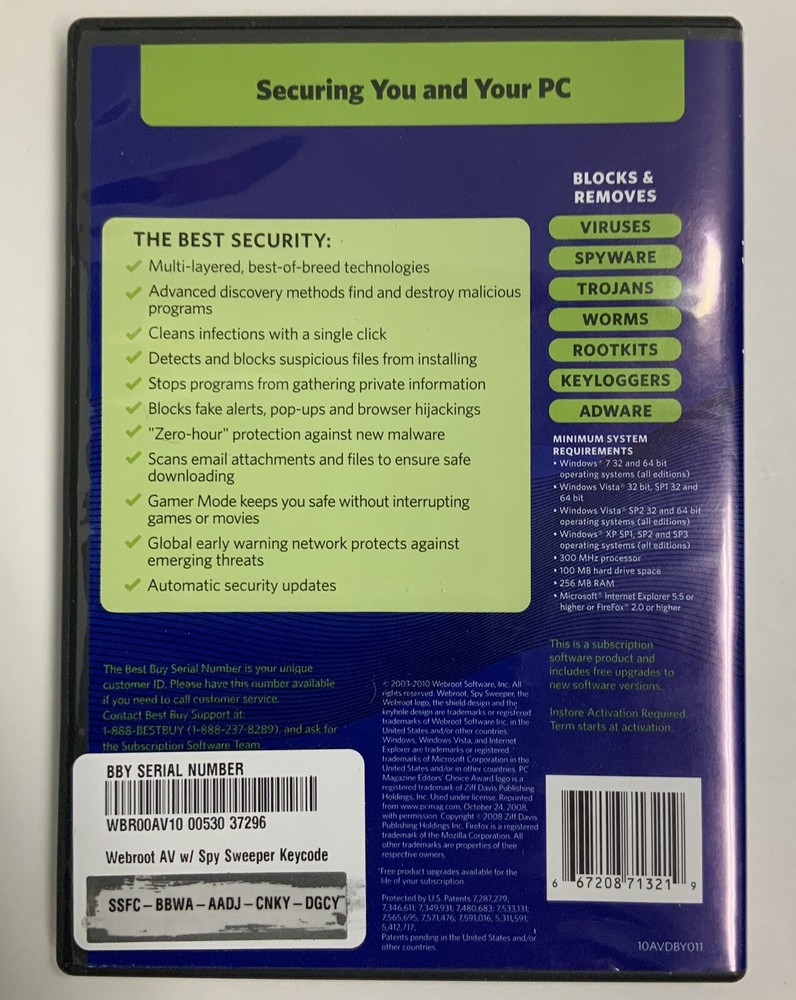 Securing You and Your PC
THE BEST SECURITY:
Multi-layered, best-of-breed technologies
Advanced discovery methods find and destroy malicious
programs
Cleans infections with a single click
Detects and blocks suspicious files from installing
Stops programs from gathering private information
Blocks fake alerts, pop-ups and browser hijackings
"Zero-hour" protection against new malware
Scans email attachments and files to ensure safe
downloading
Gamer Mode keeps you safe without interrupting
games or movies
Global early warning network protects against
emerging threats
Automatic security updates
BLOCKS &
REMOVES
VIRUSES
SPYWARE
TROJANS
WORMS
ROOTKITS
KEYLOGGERS
ADWARE
MINIMUM SYSTEM
REQUIREMENTS
• Windows® 7 32 and 64 bit
operating systems (all editions)
• Windows Vista® 32 bit, SP1 32 and
64 bit
• Windows Vista® SP2 32 and 64 bit
operating systems (all editions)
• Windows® XP SP1, SP2 and SP3
operating systems (all editions)
• 300 MHz processor
• 100 MB hard drive space
• 256 MB RAM
• Microsoft® Internet Explorer 5.5 or
higher or FireFox® 2.0 or higher
This is a subscription
software product and
includes free upgrades to
new software versions.
Instore Activation Required.
Term starts at activation.
The Best Buy Serial Number is your unique
customer ID. Please have this number available
if you need to call customer service.
Contact Best Buy Support at:
1-888-BESTBUY (1-888-237-8289), and ask for
the Subscription Software Team
BBY SERIAL NUMBER
WBR00AV10 00530 37296
Webroot AV w/ Spy Sweeper Keycode
SSFC-BBWA-AADJ-CNKY-DGCY
© 2003-2010 Webroot Software, Inc. All
rights reserved. Webroot, Spy Sweeper, the
Webroot logo, the shield design and the
keyhole design are trademarks or registered
trademarks of Webroot Software Inc. in the
United States and/or other countries.
Windows, Windows Vista, and Internet
Explorer are trademarks or registered
trademarks of Microsoft Corporation in the
United States and/or in other countries. PC
Magazine Editors' Choice Award logo is a
registered trademark of Ziff Davis Publishing
Holdings, Inc. Used under license. Reprinted
from www.pcmag.com, October 24, 2008,
with permission. Copyright © 2008 Ziff Davis
Publishing Holdings Inc. Firefox is a registered
trademark of the Mozilla Corporation. All
other trademarks are properties of their
respective owners.
*Free product upgrades available for the
life of your subscription.
Protected by U.S. Patents 7,287,279;
7,346,611; 7,349,931; 7,480,683; 7,533,131;
7,565,695; 7,571,476; 7,591,016; 5,311,591;
5,412,717;
Patents pending in the United States and/or
other countries.
6 67208 71321 9
10AVDBY011